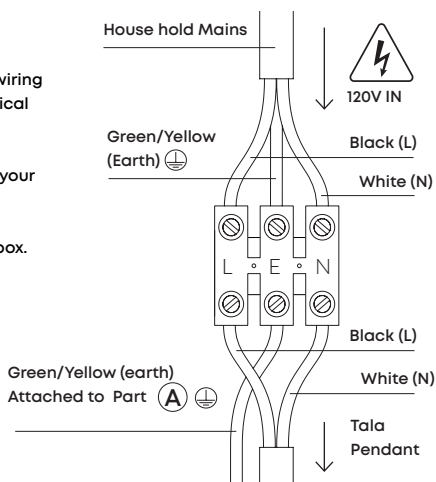 House hold Mains
wiring
ical
your
box.
120V IN
Green/Yellow
(Earth)
Black (L)
White (N)
L E N
Black (L)
White (N)
Green/Yellow (earth)
Attached to Part A
Tala
Pendant